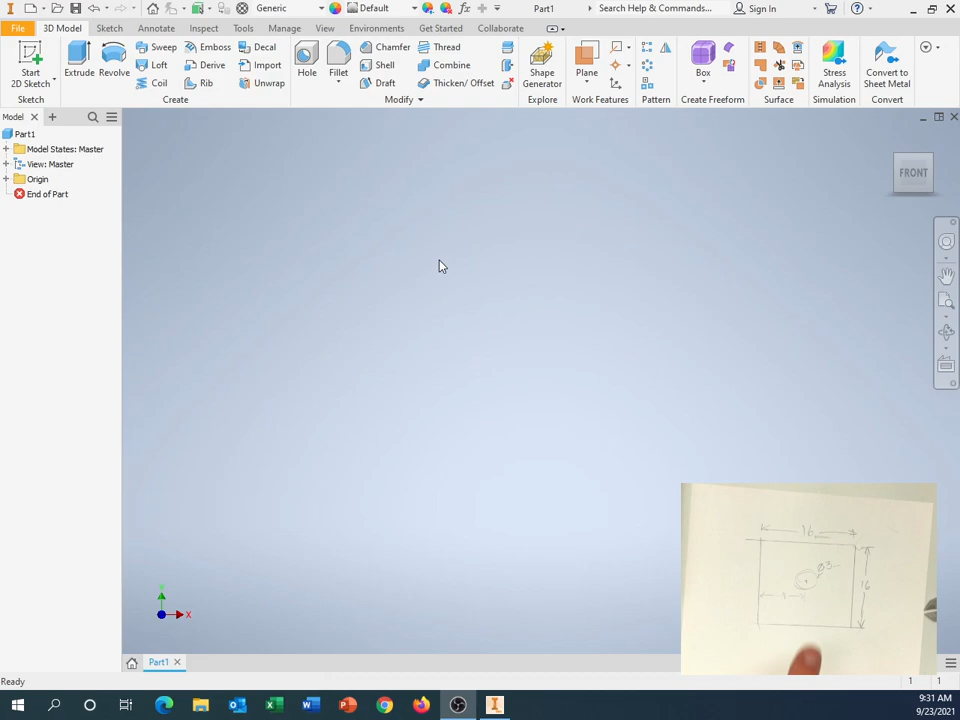 Generic
Default
Part1
Search Help & Commands...
Sign In
File
3D Model
Sketch
Annotate
Inspect
Tools
Manage
View
Environments
Get Started
Collaborate
Start
2D Sketch
Extrude
Revolve
Sweep
Emboss
Decal
Loft
Derive
Import
Coil
Rib
Unwrap
Hole
Fillet
Chamfer
Thread
Shell
Combine
Draft
Thicken/ Offset
Shape
Generator
Plane
Box
Stress
Analysis
Convert to
Sheet Metal
Sketch
Create
Modify
Explore
Work Features
Pattern
Create Freeform
Surface
Simulation
Convert
Model
Part1
Model States: Master
View: Master
Origin
End of Part
FRONT
X
16
Ø3
16
Part1
Ready
1
1
9:31 AM
9/23/2021